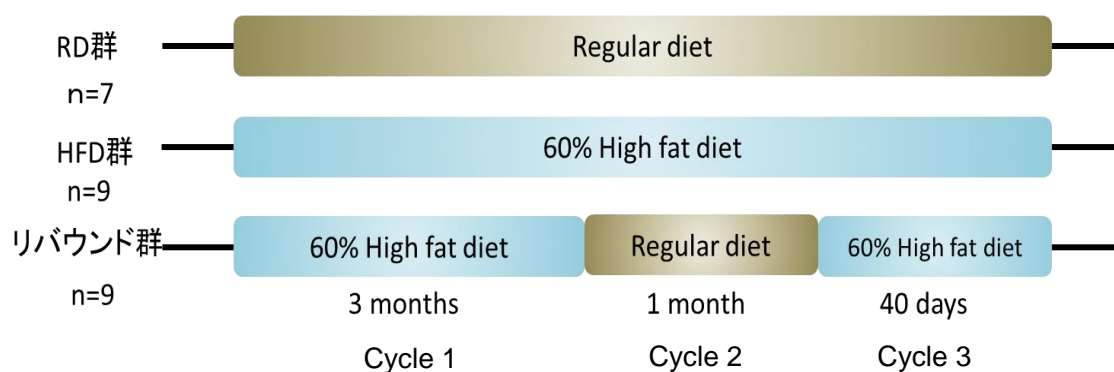 RD群
n=7
Regular diet
HFD群
n=9
60% High fat diet
リバウンド群
n=9
60% High fat diet
Regular diet
60% High fat diet
3 months
1 month
40 days
Cycle 1
Cycle 2
Cycle 3